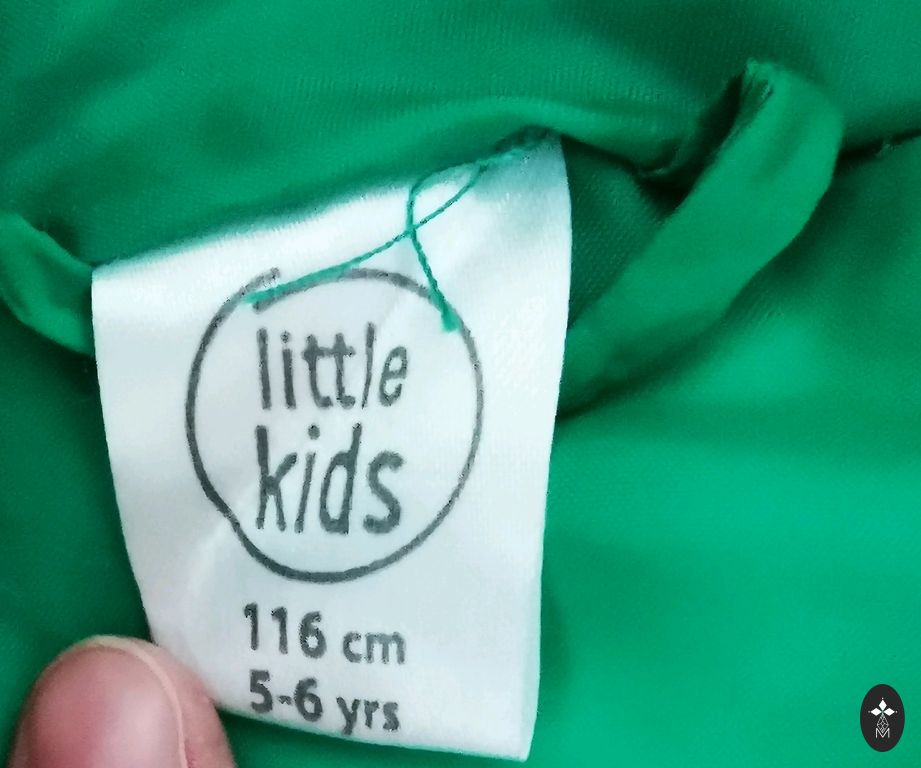 little
kids
116 cm
5-6 yrs
M